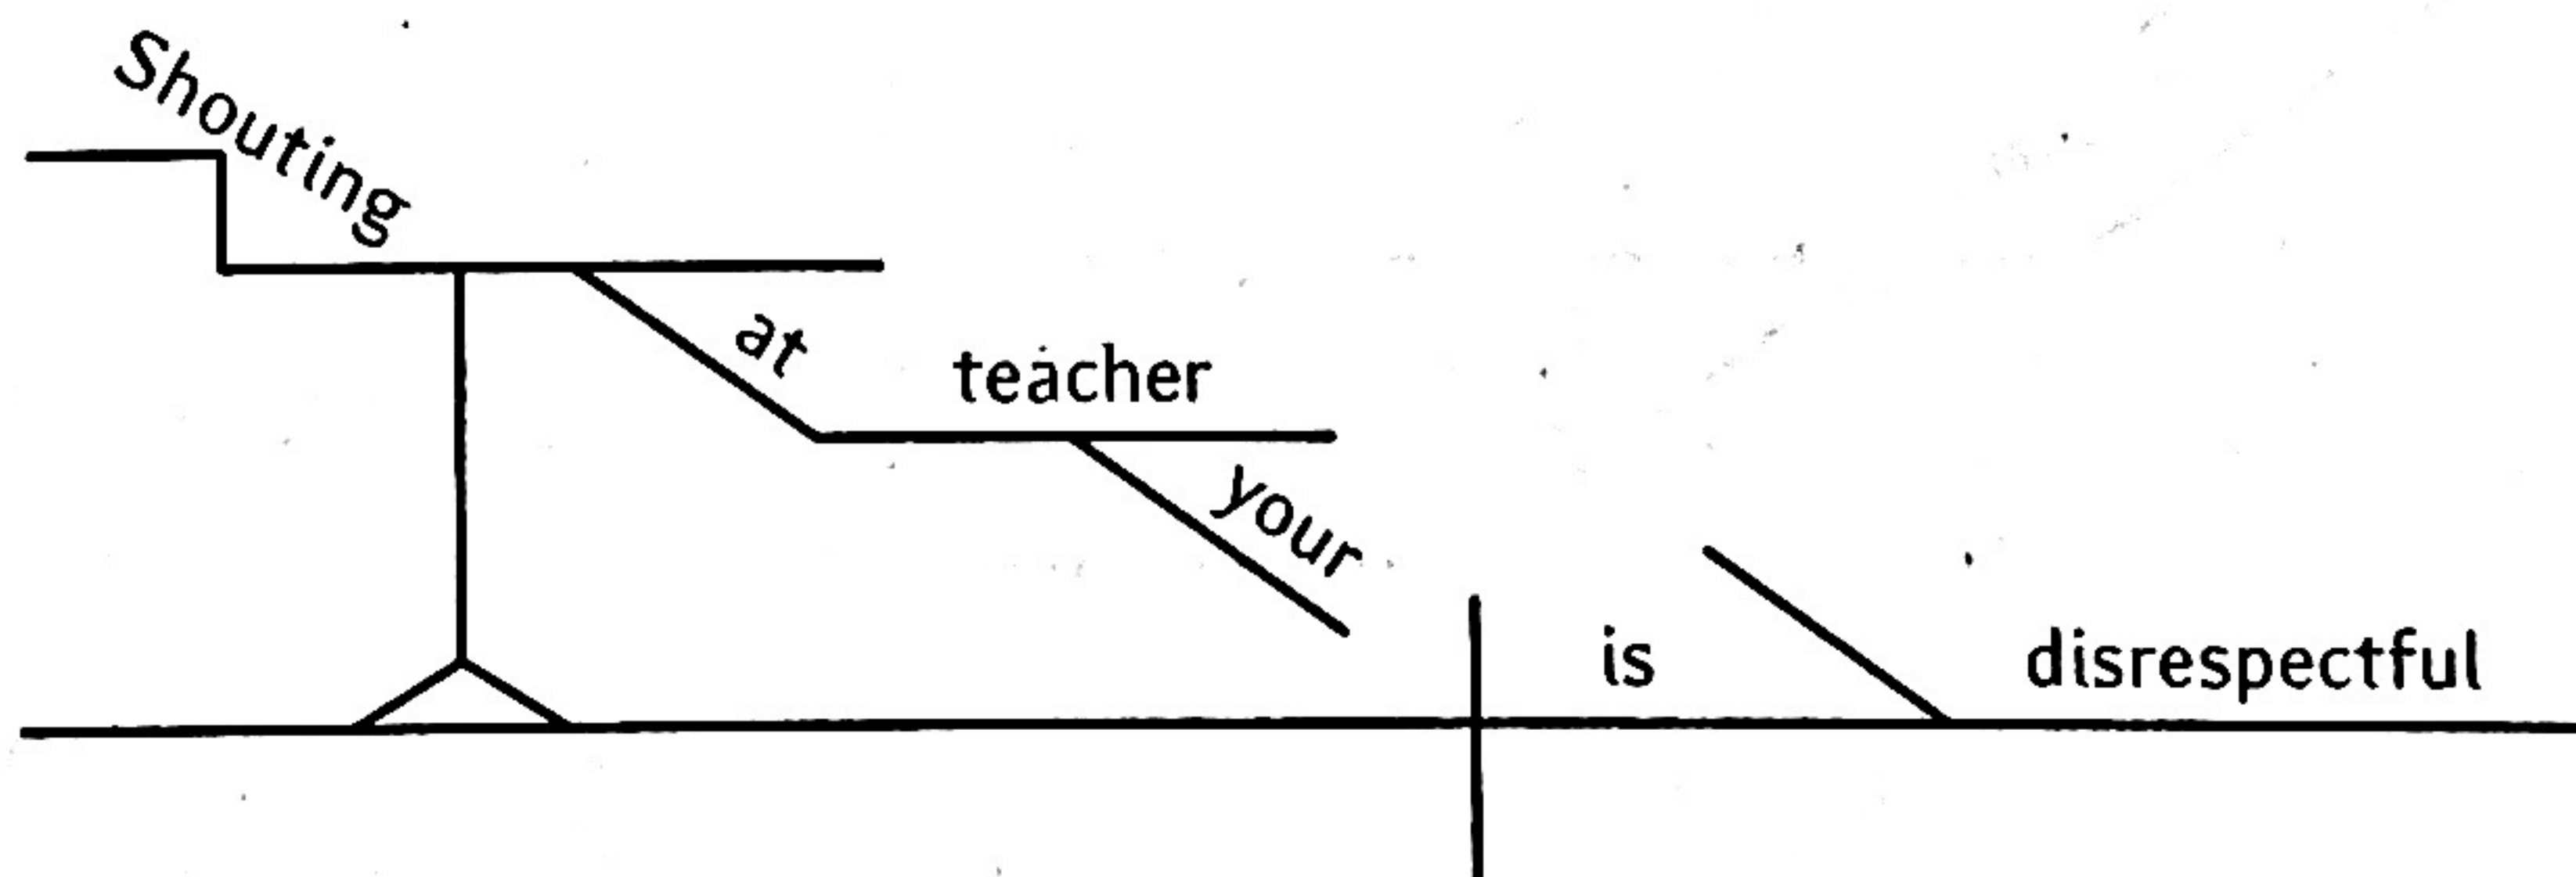 Shouting
at
teacher
your
is
disrespectful